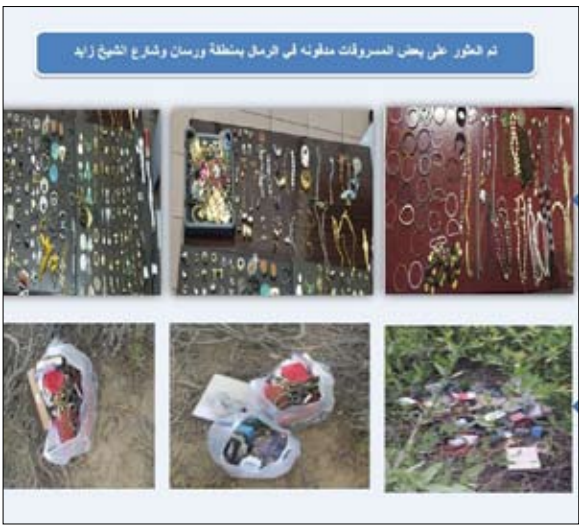 تم العثور على بعض المسروقات مدفونه في الرمال بمنطقة ورسان وشارع الشيخ زايد